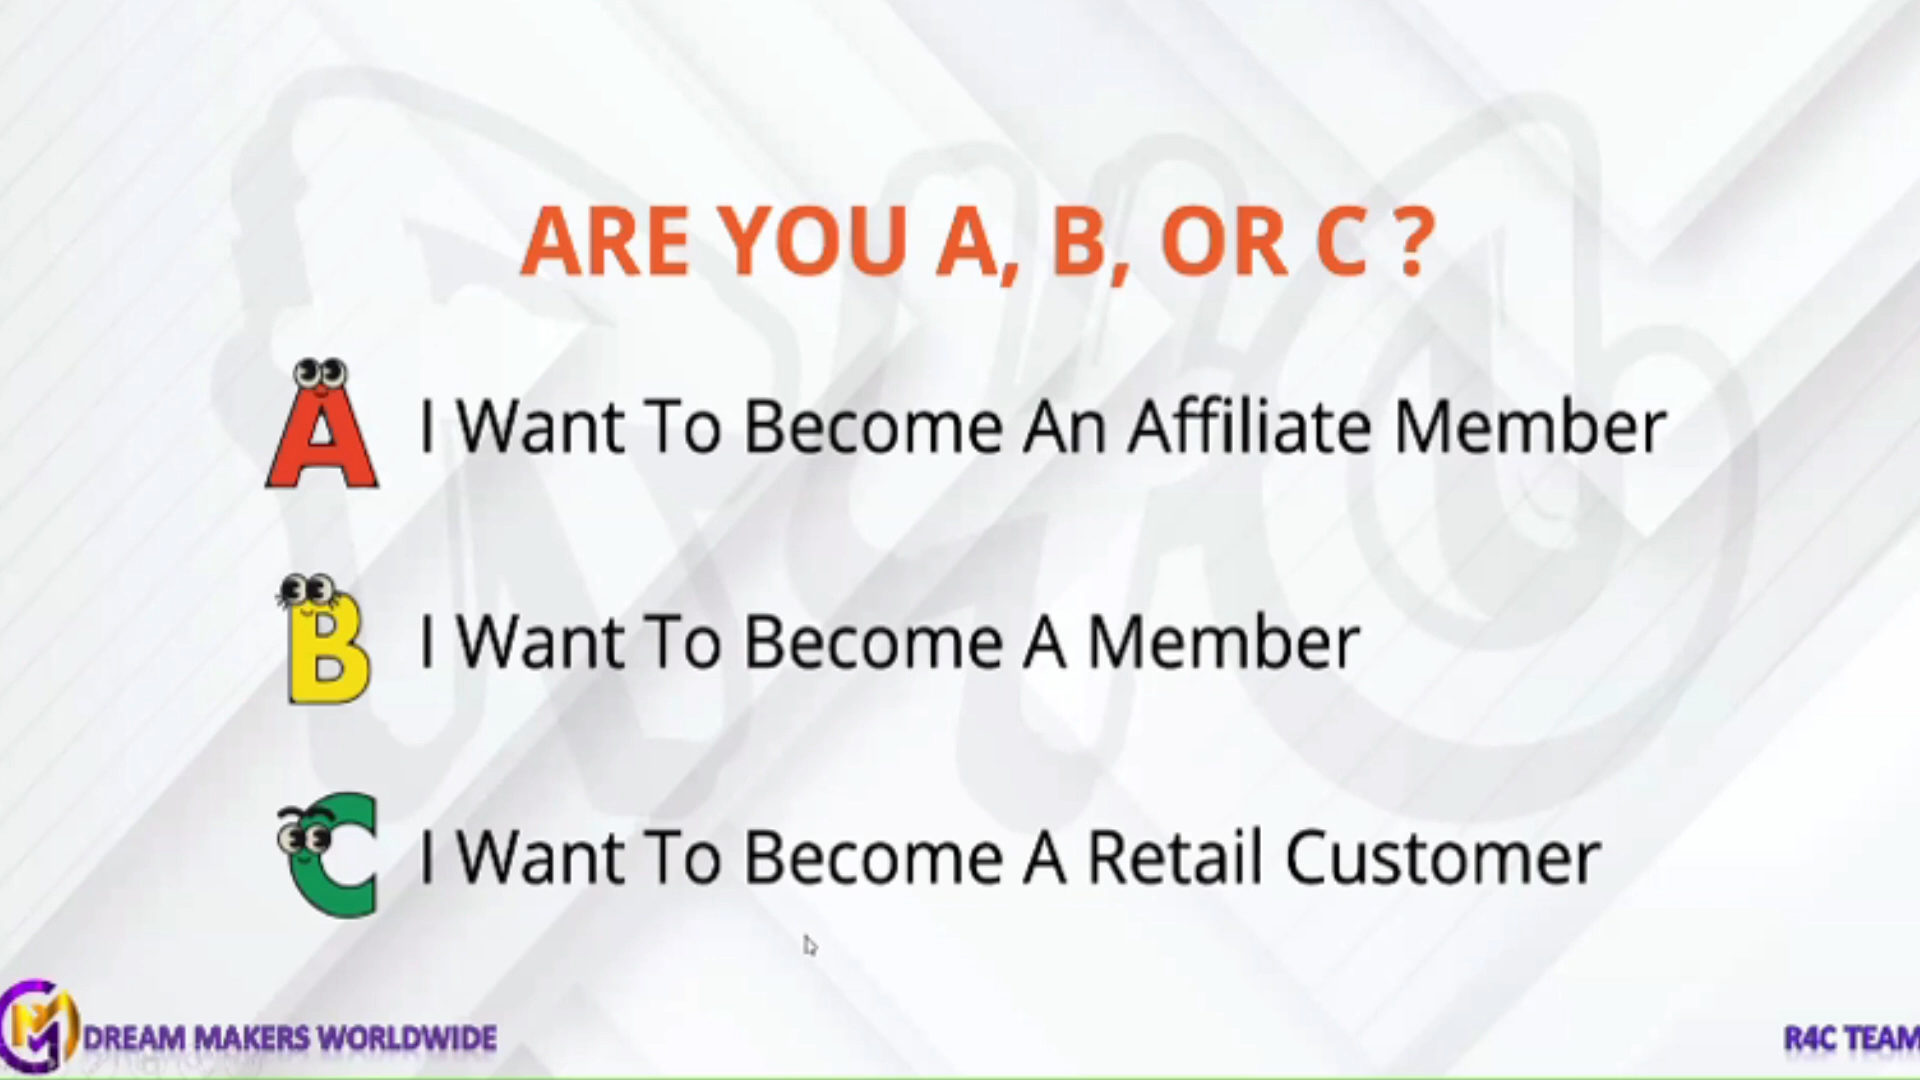 ARE YOU A, B, OR C ?
A I Want To Become An Affiliate Member
B I Want To Become A Member
C I Want To Become A Retail Customer
DREAM MAKERS WORLDWIDE
R4C TEAM